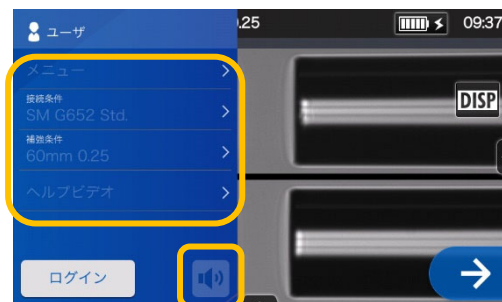 ユーザ
.25
09:37
メニュー
接続条件
SM G652 Std.
DISP
補強条件
60mm 0.25
ヘルプビデオ
ログイン